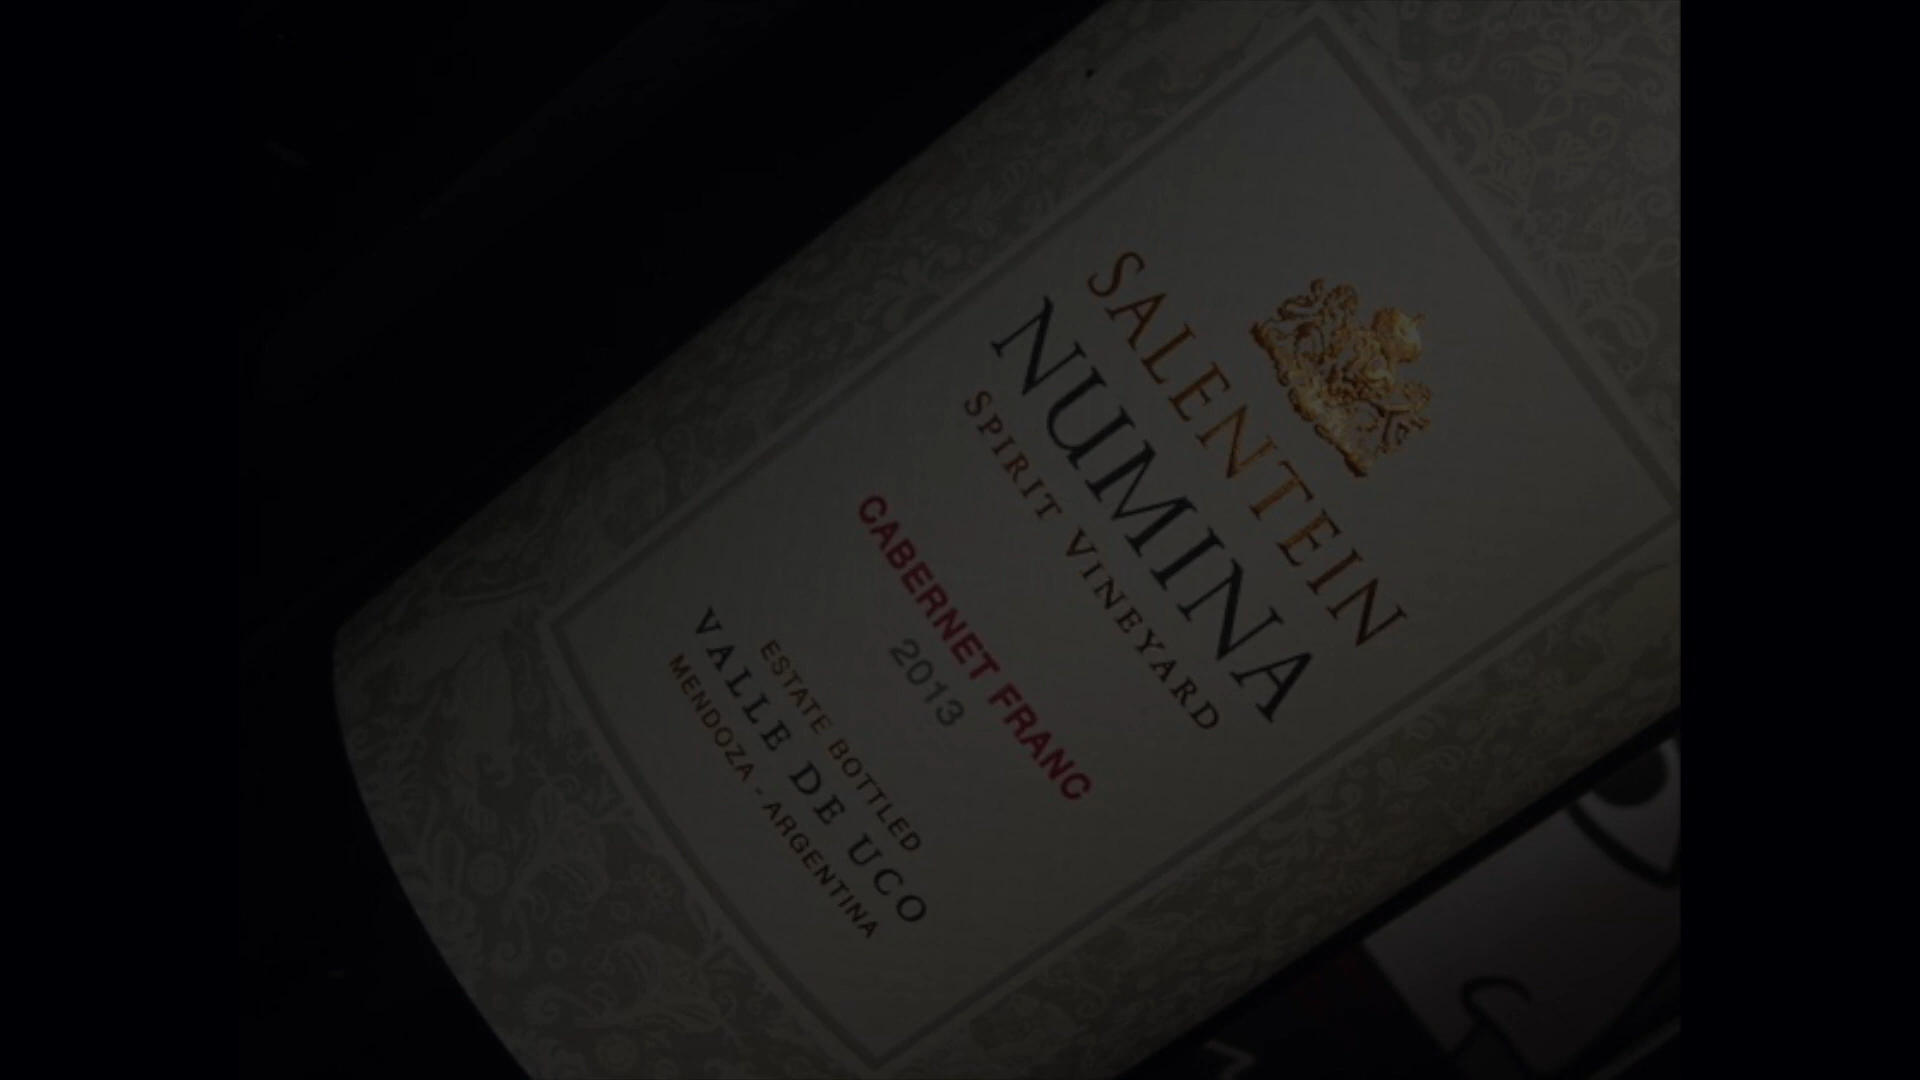 SALENTEIN
NUMINA
SPIRIT VINEYARD
CABERNET FRANC
2013
ESTATE BOTTLED
VALLE DE UCO
MENDOZA - ARGENTINA